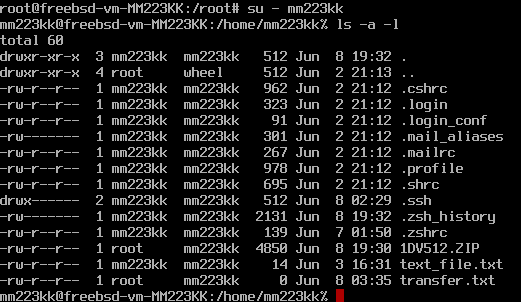 root@freebsd-vm-MM223KK:/root# su - mm223kk
mm223kk@freebsd-vm-MM223KK:/home/mm223kk% ls -a -l
total 60
drwxr-xr-x  3 mm223kk  mm223kk   512 Jun  8 19:32 .
drwxr-xr-x  4 root     wheel     512 Jun  2 21:13 ..
-rw-r--r--  1 mm223kk  mm223kk   962 Jun  2 21:12 .cshrc
-rw-r--r--  1 mm223kk  mm223kk   323 Jun  2 21:12 .login
-rw-r--r--  1 mm223kk  mm223kk    91 Jun  2 21:12 .login_conf
-rw-------  1 mm223kk  mm223kk   301 Jun  2 21:12 .mail_aliases
-rw-r--r--  1 mm223kk  mm223kk   267 Jun  2 21:12 .mailrc
-rw-r--r--  1 mm223kk  mm223kk   978 Jun  2 21:12 .profile
-rw-r--r--  1 mm223kk  mm223kk   695 Jun  2 21:12 .shrc
drwx------  2 mm223kk  mm223kk   512 Jun  8 02:29 .ssh
-rw-------  1 mm223kk  mm223kk  2131 Jun  8 19:32 .zsh_history
-rw-r--r--  1 mm223kk  mm223kk   139 Jun  7 01:50 .zshrc
-rw-r--r--  1 root     mm223kk  4850 Jun  8 19:30 1DV512.ZIP
-rw-r--r--  1 mm223kk  mm223kk    14 Jun  3 16:31 text_file.txt
-rw-r--r--  1 root     mm223kk     0 Jun  8 03:35 transfer.txt
mm223kk@freebsd-vm-MM223KK:/home/mm223kk%